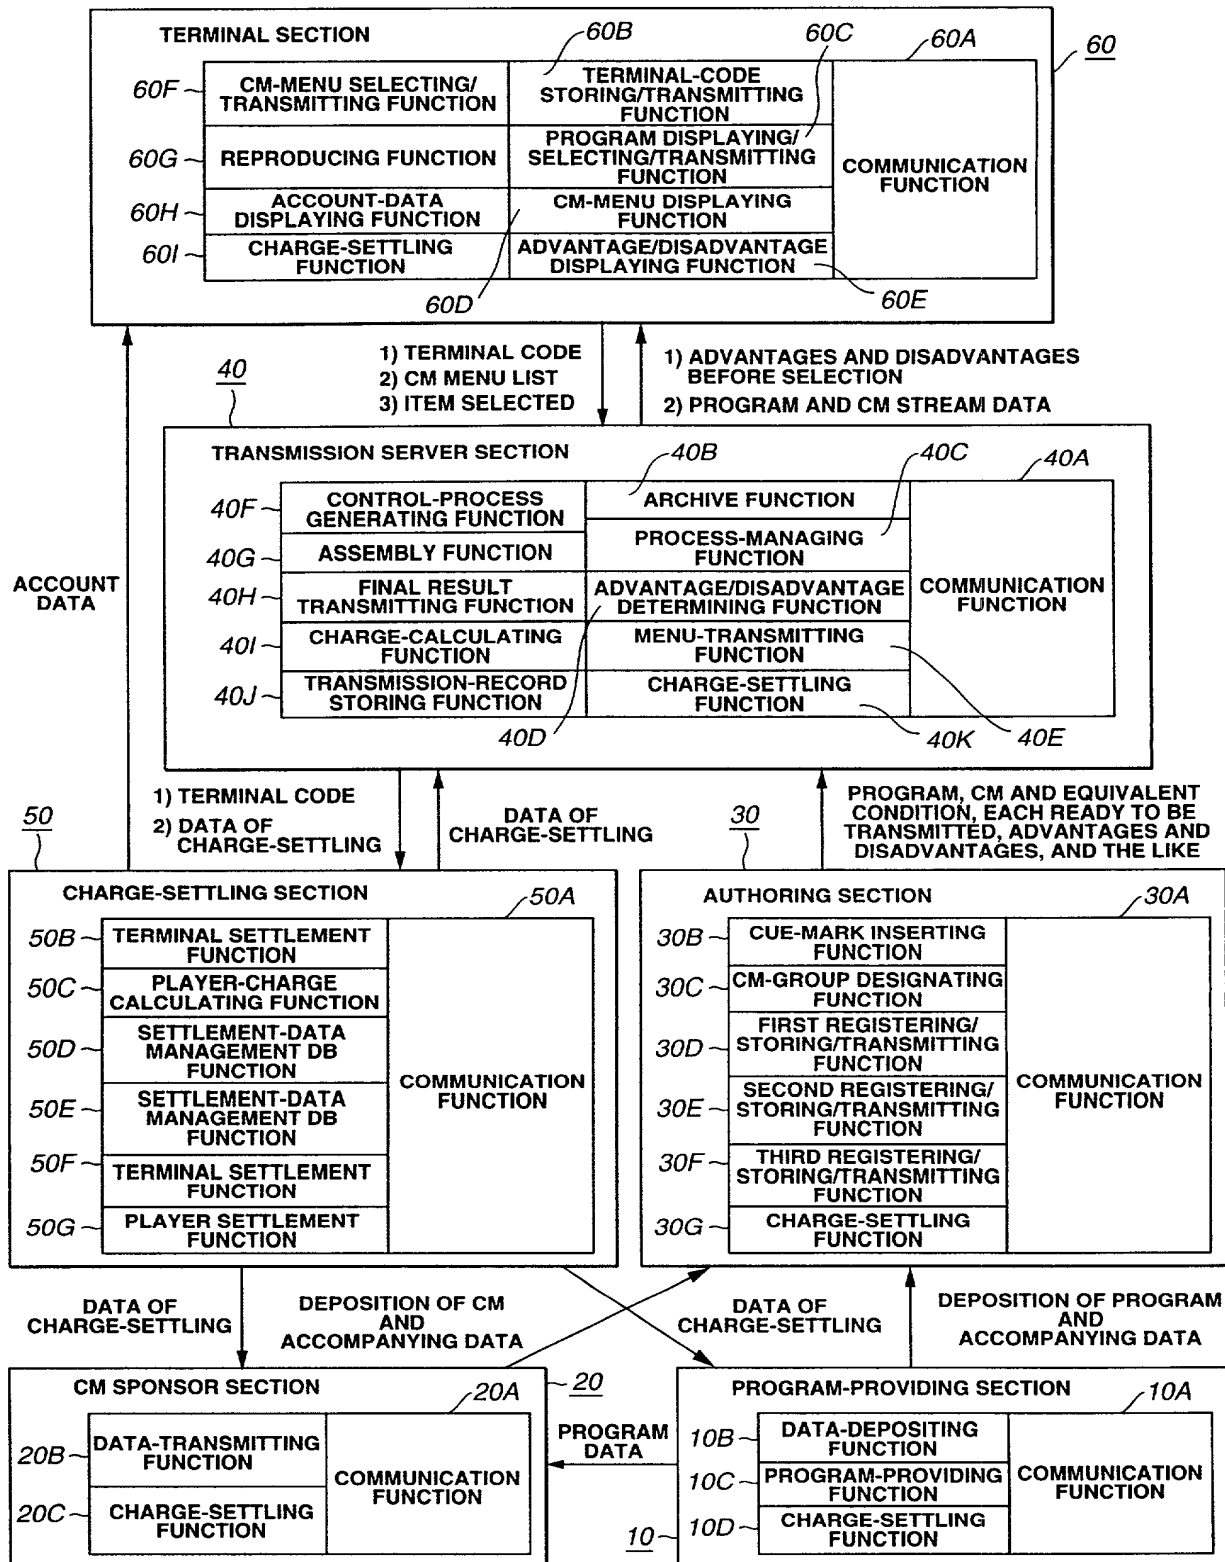 TERMINAL SECTION
60B
60C
60A
60
60F
CM-MENU SELECTING/
TRANSMITTING FUNCTION
TERMINAL-CODE
STORING/TRANSMITTING
FUNCTION
60G
REPRODUCING FUNCTION
PROGRAM DISPLAYING/
SELECTING/TRANSMITTING
FUNCTION
COMMUNICATION
FUNCTION
60H
ACCOUNT-DATA
DISPLAYING FUNCTION
CM-MENU DISPLAYING
FUNCTION
60I
CHARGE-SETTLING
FUNCTION
ADVANTAGE/DISADVANTAGE
DISPLAYING FUNCTION
60D
60E
1) TERMINAL CODE
2) CM MENU LIST
3) ITEM SELECTED
1) ADVANTAGES AND DISADVANTAGES
BEFORE SELECTION
2) PROGRAM AND CM STREAM DATA
40
TRANSMISSION SERVER SECTION
40B
40C
40A
40F
CONTROL-PROCESS
GENERATING FUNCTION
ARCHIVE FUNCTION
40G
ASSEMBLY FUNCTION
PROCESS-MANAGING
FUNCTION
ACCOUNT
DATA
40H
FINAL RESULT
TRANSMITTING FUNCTION
ADVANTAGE/DISADVANTAGE
DETERMINING FUNCTION
COMMUNICATION
FUNCTION
40I
CHARGE-CALCULATING
FUNCTION
MENU-TRANSMITTING
FUNCTION
40J
TRANSMISSION-RECORD
STORING FUNCTION
CHARGE-SETTLING
FUNCTION
40D
40K
40E
1) TERMINAL CODE
2) DATA OF
CHARGE-SETTLING
DATA OF
CHARGE-SETTLING
PROGRAM, CM AND EQUIVALENT
CONDITION, EACH READY TO BE
TRANSMITTED, ADVANTAGES AND
DISADVANTAGES, AND THE LIKE
50
CHARGE-SETTLING SECTION
50A
50B
TERMINAL SETTLEMENT
FUNCTION
50C
PLAYER-CHARGE
CALCULATING FUNCTION
50D
SETTLEMENT-DATA
MANAGEMENT DB
FUNCTION
COMMUNICATION
FUNCTION
50E
SETTLEMENT-DATA
MANAGEMENT DB
FUNCTION
50F
TERMINAL SETTLEMENT
FUNCTION
50G
PLAYER SETTLEMENT
FUNCTION
30
AUTHORING SECTION
30A
30B
CUE-MARK INSERTING
FUNCTION
30C
CM-GROUP DESIGNATING
FUNCTION
30D
FIRST REGISTERING/
STORING/TRANSMITTING
FUNCTION
COMMUNICATION
FUNCTION
30E
SECOND REGISTERING/
STORING/TRANSMITTING
FUNCTION
30F
THIRD REGISTERING/
STORING/TRANSMITTING
FUNCTION
30G
CHARGE-SETTLING
FUNCTION
DATA OF
CHARGE-SETTLING
DEPOSITION OF CM
AND
ACCOMPANYING DATA
DATA OF
CHARGE-SETTLING
DEPOSITION OF PROGRAM
AND
ACCOMPANYING DATA
CM SPONSOR SECTION
20A
20
20B
DATA-TRANSMITTING
FUNCTION
COMMUNICATION
FUNCTION
20C
CHARGE-SETTLING
FUNCTION
PROGRAM
DATA
PROGRAM-PROVIDING SECTION
10A
10B
DATA-DEPOSITING
FUNCTION
10C
PROGRAM-PROVIDING
FUNCTION
COMMUNICATION
FUNCTION
10D
CHARGE-SETTLING
FUNCTION
10